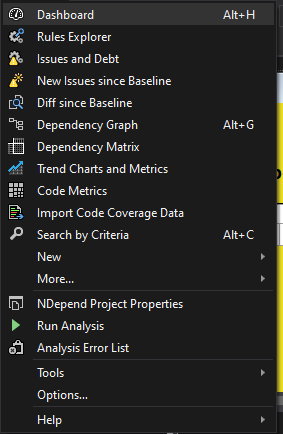 Dashboard Alt+H
Rules Explorer
Issues and Debt
New Issues since Baseline
Diff since Baseline
Dependency Graph Alt+G
Dependency Matrix
Trend Charts and Metrics
Code Metrics
Import Code Coverage Data
Search by Criteria Alt+C
New
More...
NDepend Project Properties
Run Analysis
Analysis Error List
Tools
Options...
Help